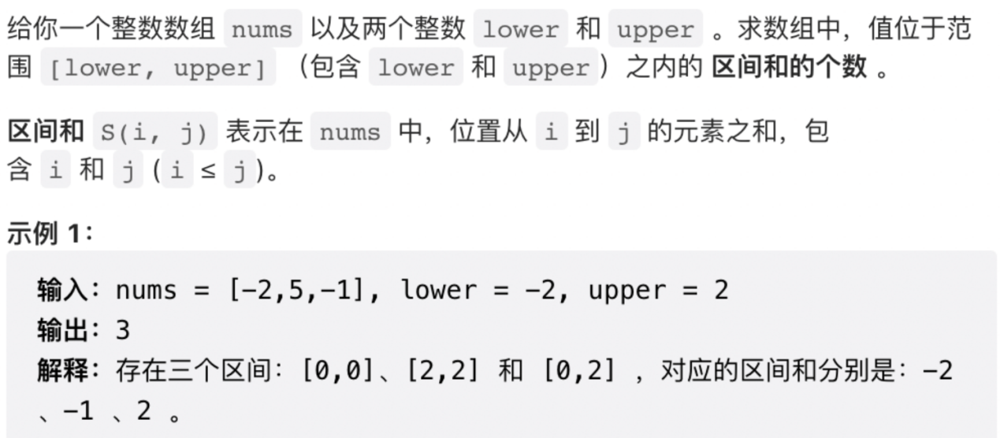 给你一个整数数组 nums 以及两个整数 lower 和 upper 。求数组中，值位于范
围 [lower, upper] （包含 lower 和 upper）之内的 区间和的个数 。
区间和 S(i, j) 表示在 nums 中，位置从 i 到 j 的元素之和，包
含 i 和 j (i ≤ j)。
示例 1：
输入：nums = [-2,5,-1], lower = -2, upper = 2
输出：3
解释：存在三个区间：[0,0]、[2,2] 和 [0,2] ，对应的区间和分别是：-2
、-1 、2 。